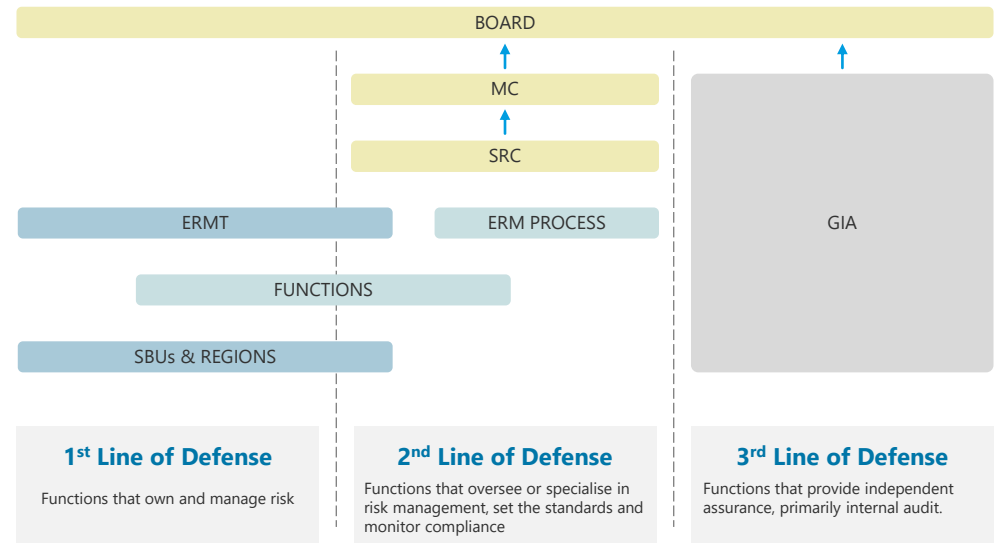 BOARD
MC
SRC
ERMT
ERM PROCESS
GIA
FUNCTIONS
SBUs & REGIONS
1st Line of Defense
Functions that own and manage risk
2nd Line of Defense
Functions that oversee or specialise in
risk management, set the standards and
monitor compliance
3rd Line of Defense
Functions that provide independent
assurance, primarily internal audit.